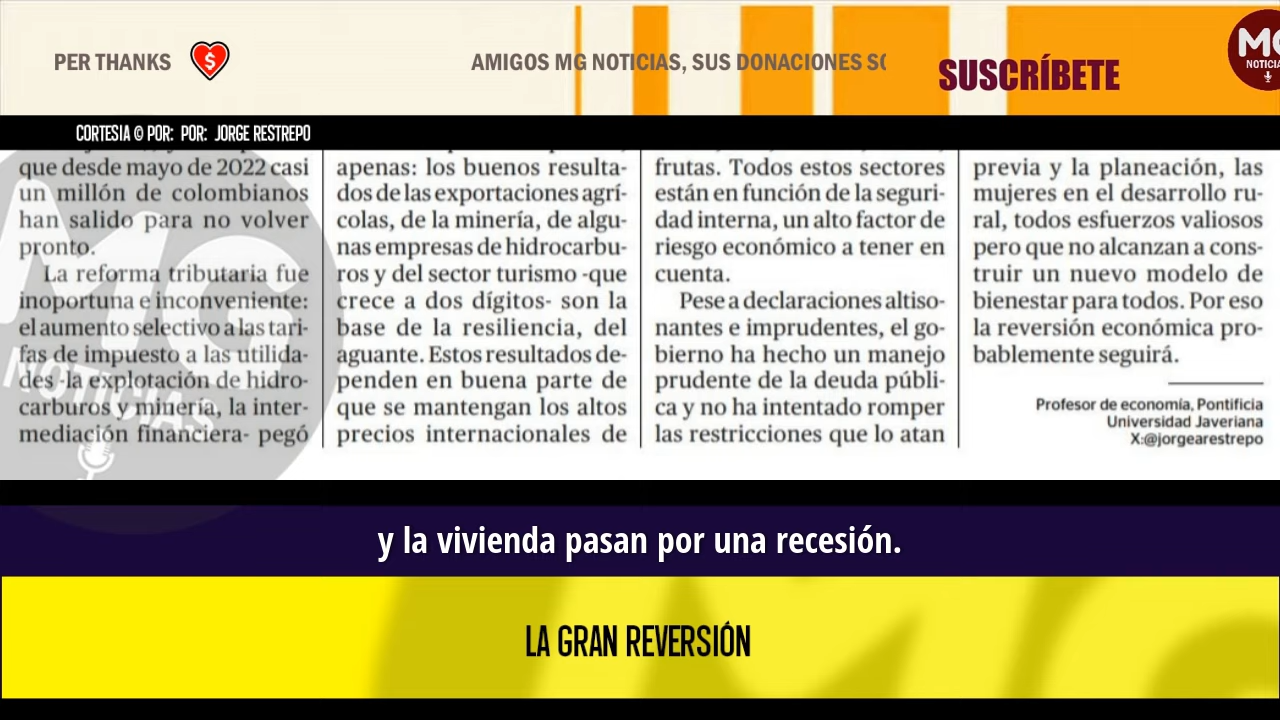 PER THANKS
AMIGOS MG NOTICIAS, SUS DONACIONES
SUSCRÍBETE
MG
NOTICIA
CORTESIA © POR: POR: JORGE RESTREPO
que desde mayo de 2022 casi
un millón de colombianos
han salido para no volver
pronto.
La reforma tributaria fue
inoportuna e inconveniente:
el aumento selectivo a las tari-
fas de impuesto a las utilida-
des -la explotación de hidro-
carburos y minería, la inter-
mediación financiera- pegó
apenas: los buenos resulta-
dos de las exportaciones agrí-
colas, de la minería, de algu-
nas empresas de hidrocarbu-
ros y del sector turismo -que
crece a dos dígitos- son la
base de la resiliencia, del
aguante. Estos resultados de-
penden en buena parte de
que se mantengan los altos
precios internacionales de
frutas. Todos estos sectores
están en función de la seguri-
dad interna, un alto factor de
riesgo económico a tener en
cuenta.
Pese a declaraciones altiso-
nantes e imprudentes, el go-
bierno ha hecho un manejo
prudente de la deuda públi-
ca y no ha intentado romper
las restricciones que lo atan
previa y la planeación, las
mujeres en el desarrollo ru-
ral, todos esfuerzos valiosos
pero que no alcanzan a cons-
truir un nuevo modelo de
bienestar para todos. Por eso
la reversión económica pro-
bablemente seguirá.
Profesor de economía, Pontificia
Universidad Javeriana
X:@jorgearestrepo
MG
NOTICIAS
y la vivienda pasan por una recesión.
LA GRAN REVERSIÓN